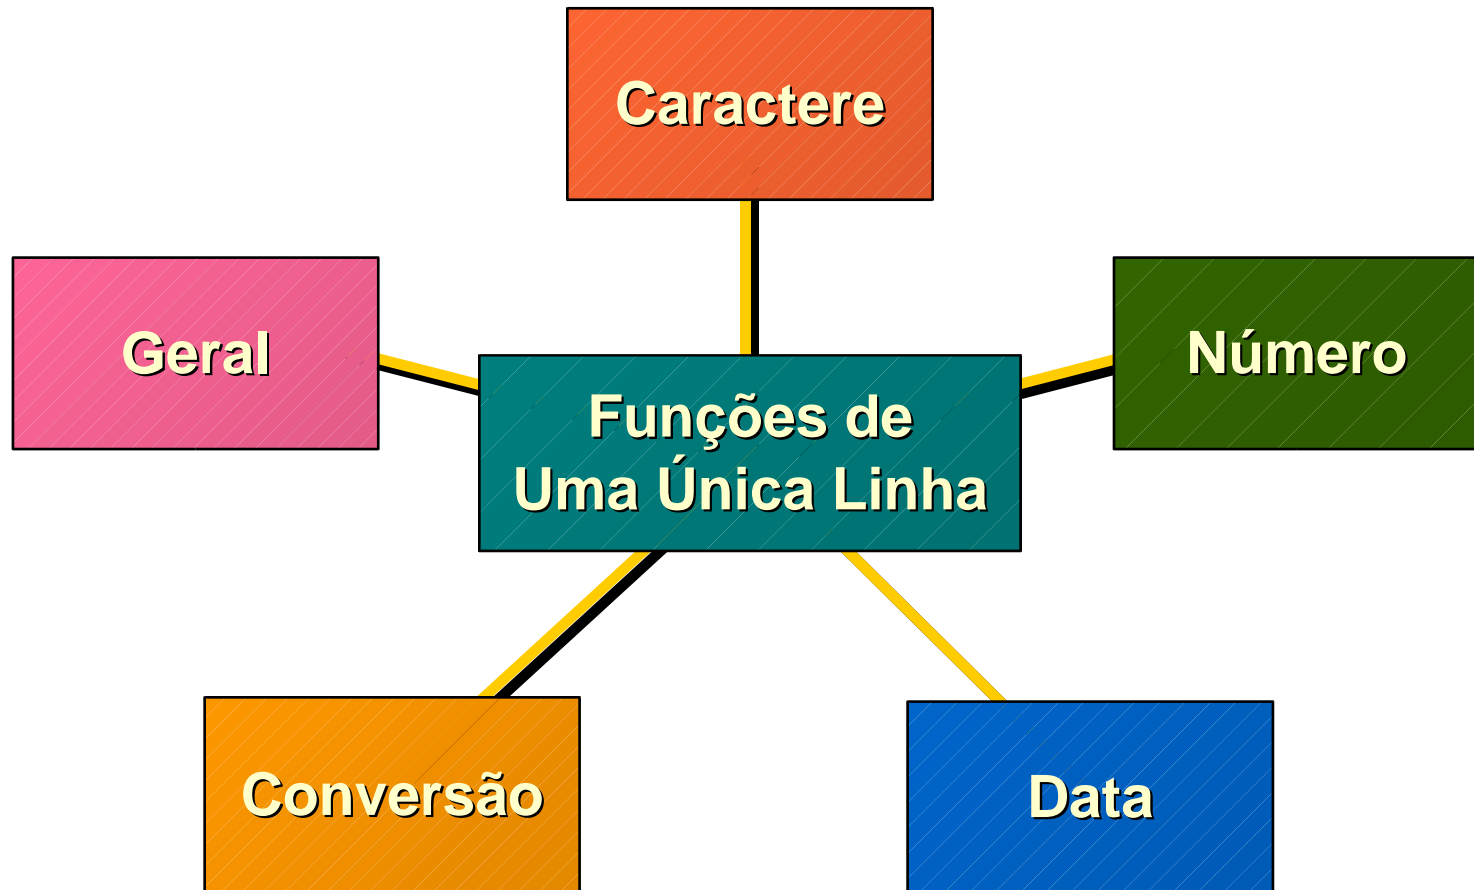 Caractere
Geral
Número
Funções de
Uma Única Linha
Conversão
Data